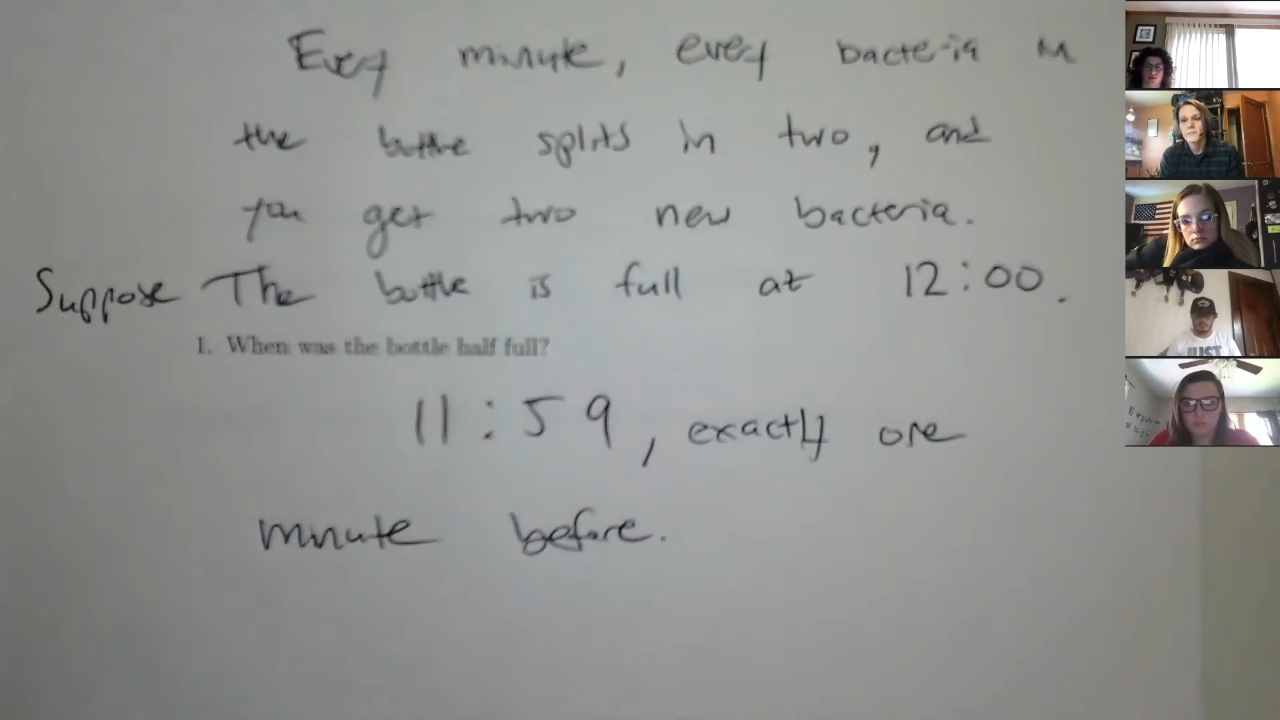 Every minute, every bacteria in
the bottle splits in two, and
you get two new bacteria.
Suppose The bottle is full at 12:00.
1. When was the bottle half full?
11:59, exactly one
minute before.
JUST